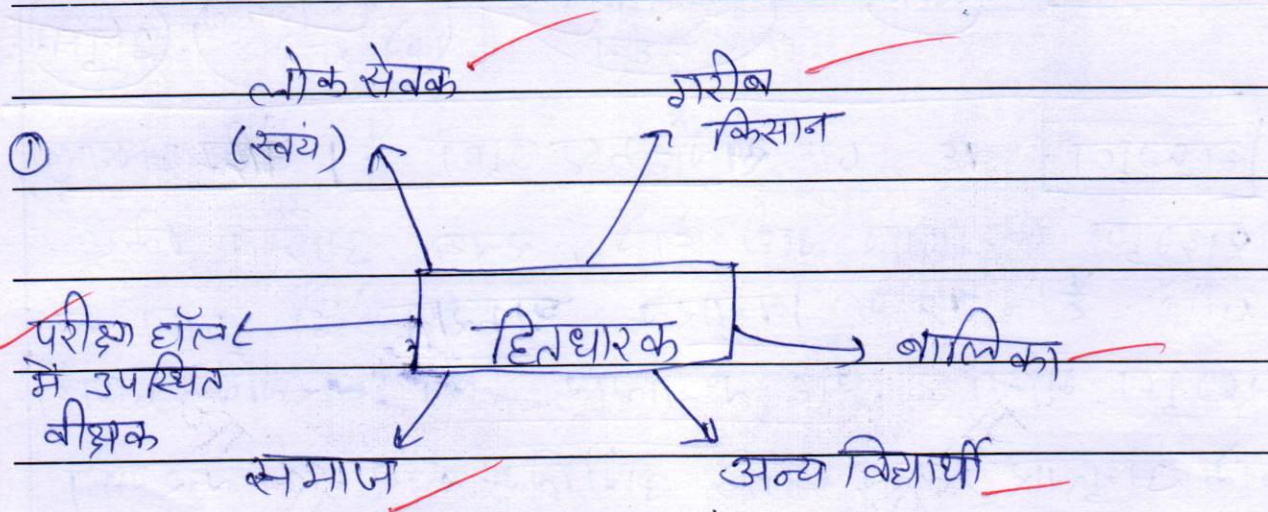 लोक सेवक
(स्वयं)
गरीब
किसान
①
हितधारक
परीक्षा हॉल
में उपस्थित
वीक्षक
बालिका
समाज
अन्य विद्यार्थी